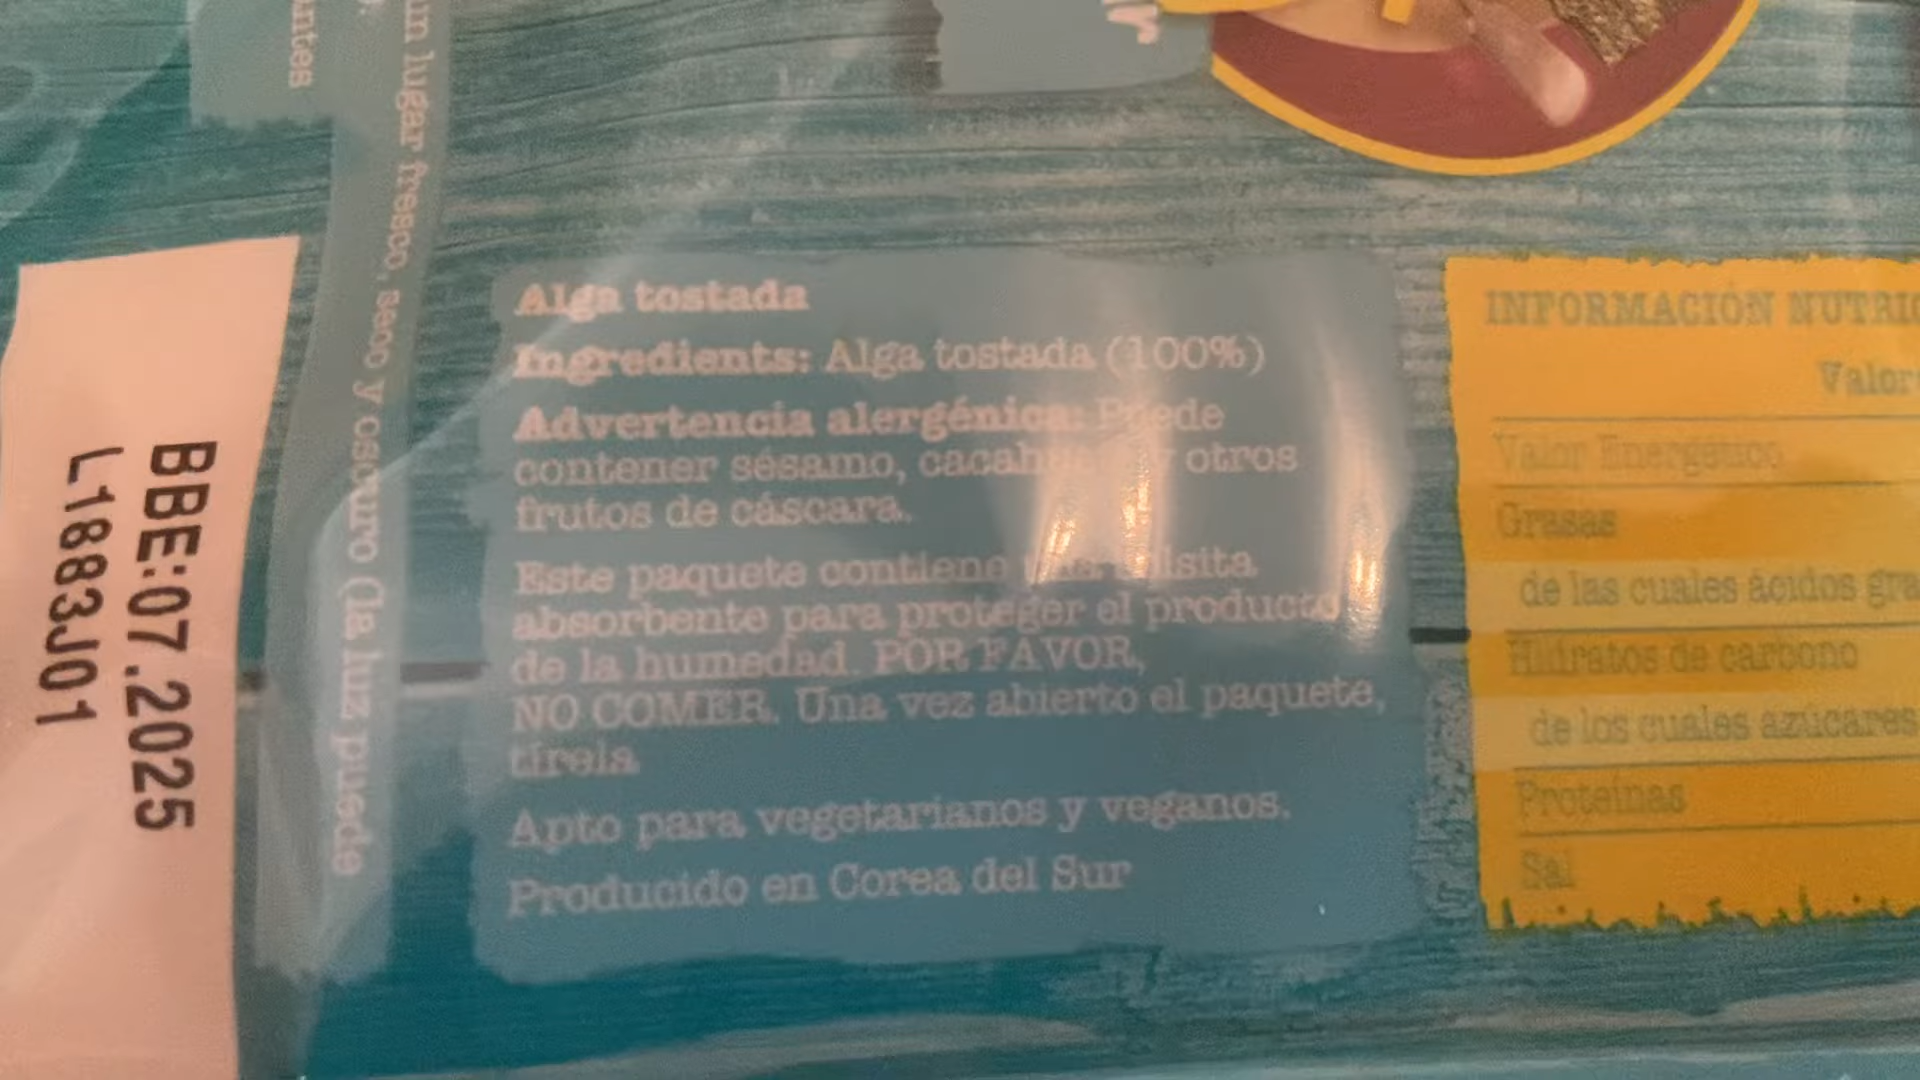 antes
un lugar fresco, seco y oscuro (la luz puede
BBE:07.2025
L1883J01
Alga tostada
Ingredients: Alga tostada (100%)
Advertencia alergénica: Puede
contener sésamo, y otros
frutos de cáscara.
Este paquete contiene una bolsita
absorbente para proteger el producto
de la humedad. POR FAVOR,
NO COMER. Una vez abierto el paquete,
tírela
Apto para vegetarianos y veganos.
Producido en Corea del Sur
INFORMACIÓN NUTRIC
Valor
Valor Energético
Grasas
de las cuales ácidos gra
Hidratos de carbono
de los cuales azúcares
Proteínas
Sal